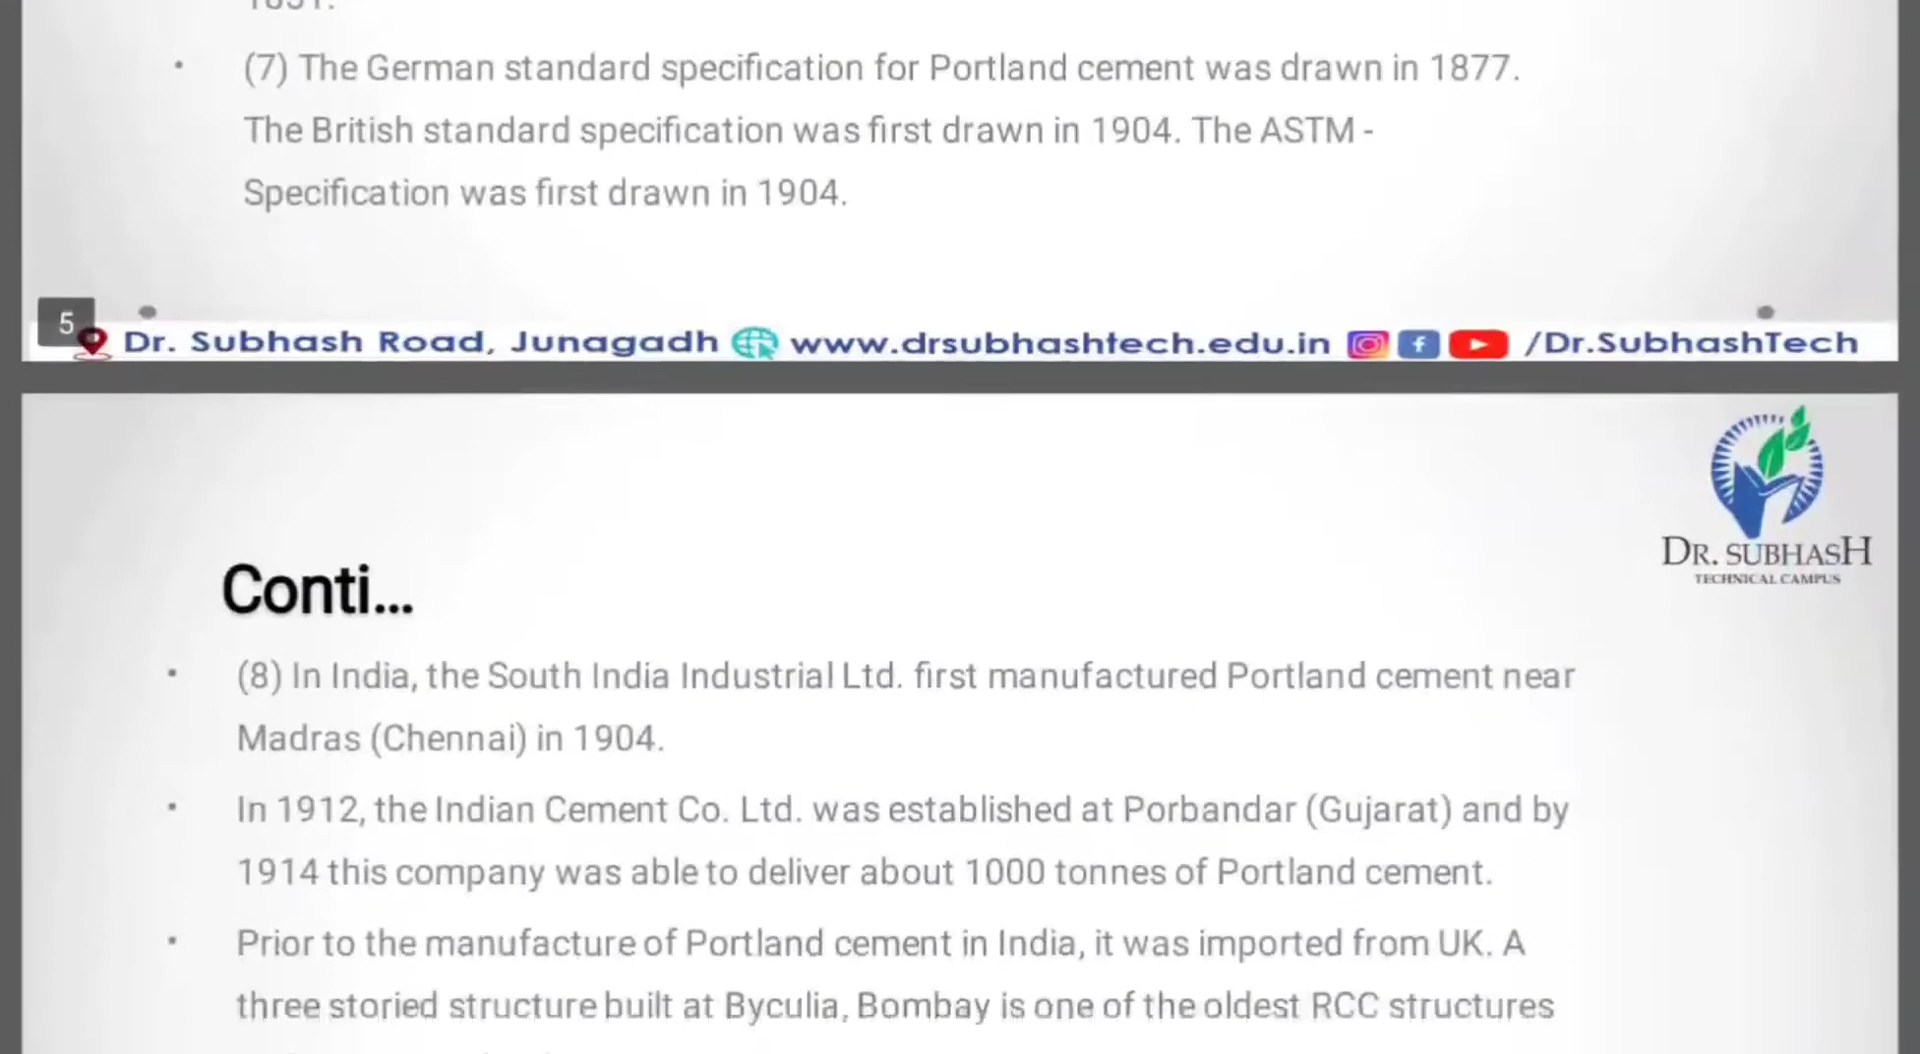 (7) The German standard specification for Portland cement was drawn in 1877.
The British standard specification was first drawn in 1904. The ASTM -
Specification was first drawn in 1904.
5
Dr. Subhash Road, Junagadh www.drsubhashtech.edu.in /Dr.SubhashTech
DR. SUBHASH
TECHNICAL CAMPUS
Conti...
(8) In India, the South India Industrial Ltd. first manufactured Portland cement near
Madras (Chennai) in 1904.
In 1912, the Indian Cement Co. Ltd. was established at Porbandar (Gujarat) and by
1914 this company was able to deliver about 1000 tonnes of Portland cement.
Prior to the manufacture of Portland cement in India, it was imported from UK. A
three storied structure built at Byculia, Bombay is one of the oldest RCC structures